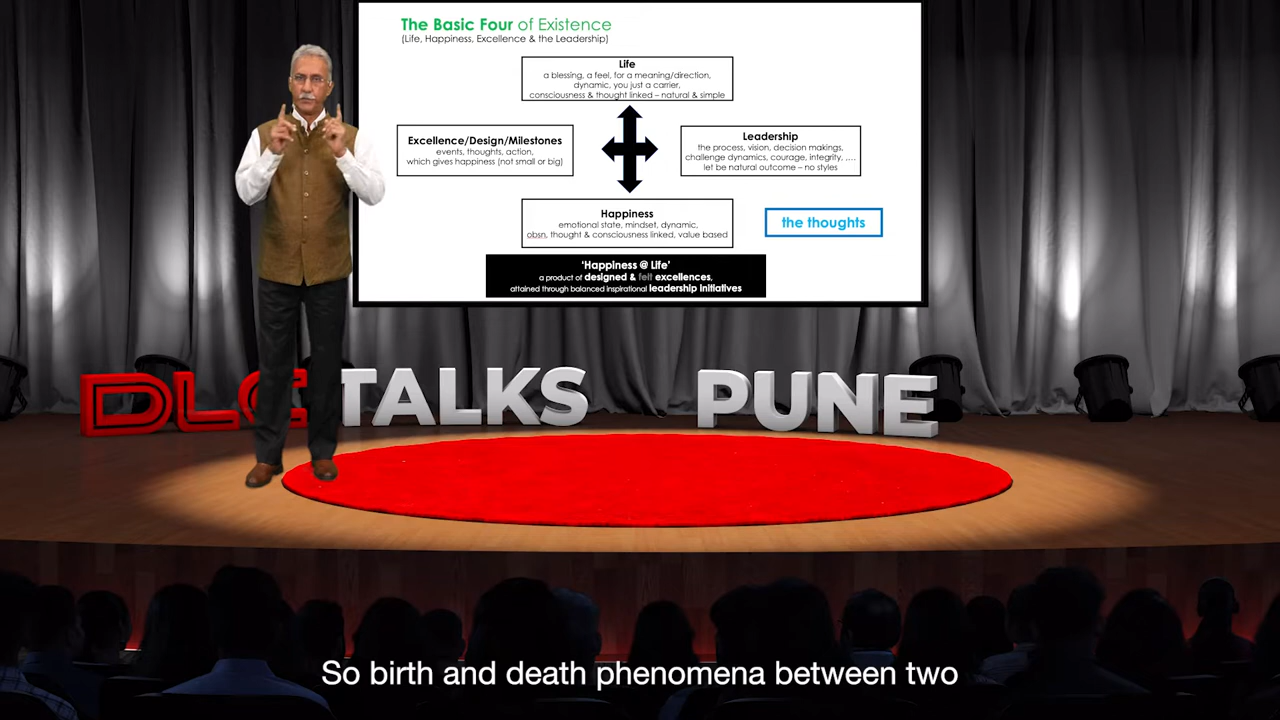 The Basic Four of Existence
(Life, Happiness, Excellence & the Leadership)
Life
a blessing, a feel, for a meaning/direction,
dynamic, you just a carrier,
consciousness & thought linked – natural & simple
Excellence/Design/Milestones
events, thoughts, action,
which gives happiness (not small or big)
Leadership
the process, vision, decision makings,
challenge dynamics, courage, integrity, ....
let be natural outcome – no styles
Happiness
emotional state, mindset, dynamic,
obsn, thought & consciousness linked, value based
the thoughts
'Happiness @ Life'
a product of designed & felt excellences,
attained through balanced inspirational leadership initiatives
DLC TALKS PUNE
So birth and death phenomena between two